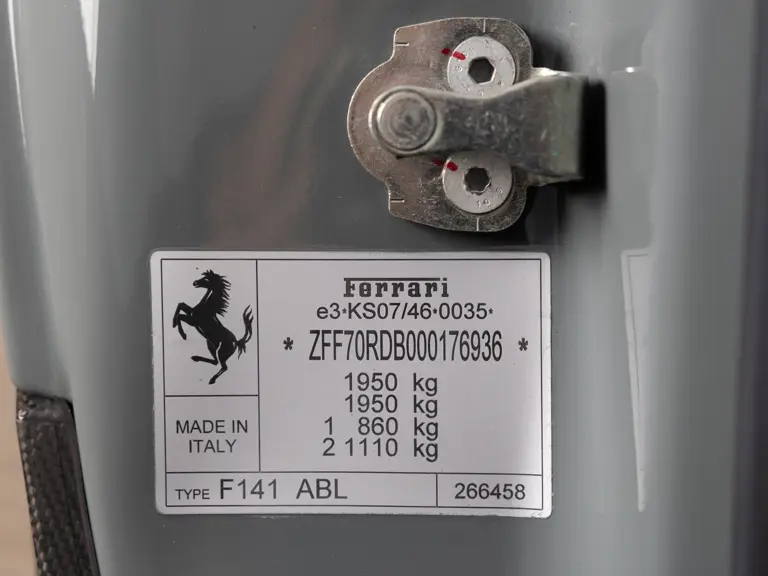 Ferrari
e3*KS07/46*0035*
* ZFF70RDB000176936 *
1950 kg
1950 kg
1 860 kg
2 1110 kg
MADE IN
ITALY
TYPE F141 ABL
266458